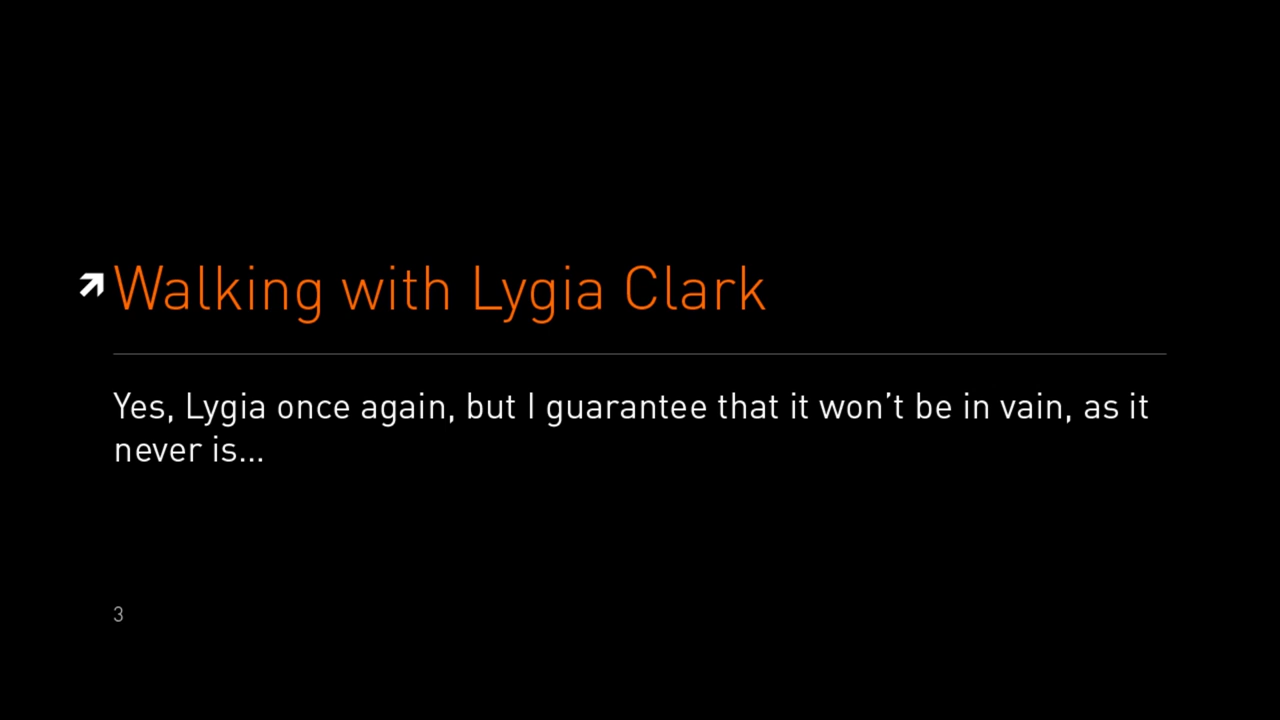 Walking with Lygia Clark
Yes, Lygia once again, but I guarantee that it won’t be in vain, as it
never is...
3